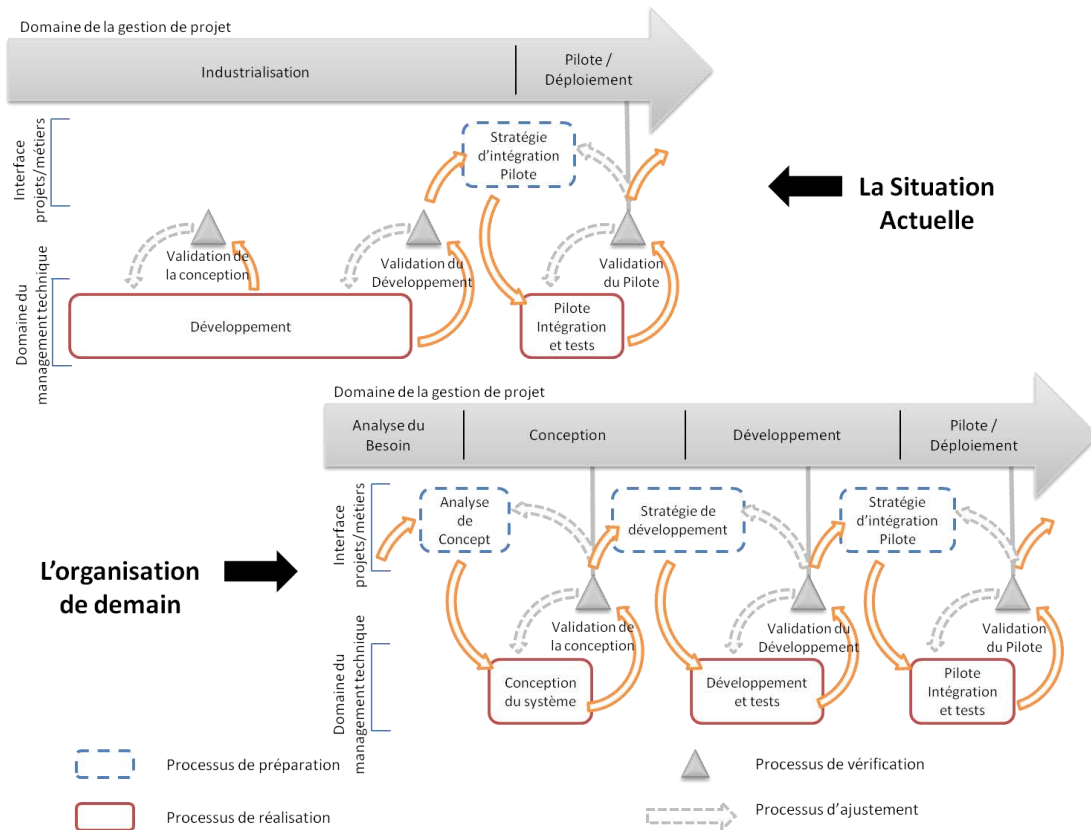 Domaine de la gestion de projet
Industrialisation
Pilote /
Déploiement
Interface
projets/métiers
Stratégie
d'intégration
Pilote
La Situation
Actuelle
Validation de
la conception
Validation du
Développement
Validation
du Pilote
Domaine du
management technique
Développement
Pilote
Intégration
et tests
Domaine de la gestion de projet
Analyse du
Besoin
Conception
Développement
Pilote /
Déploiement
Interface
projets/métiers
Analyse
de
Concept
Stratégie de
développement
Stratégie
d'intégration
Pilote
L'organisation
de demain
Validation de
la conception
Validation du
Développement
Validation
du Pilote
Domaine du
management technique
Conception
du système
Développement
et tests
Pilote
Intégration
et tests
Processus de préparation
Processus de vérification
Processus de réalisation
Processus d'ajustement